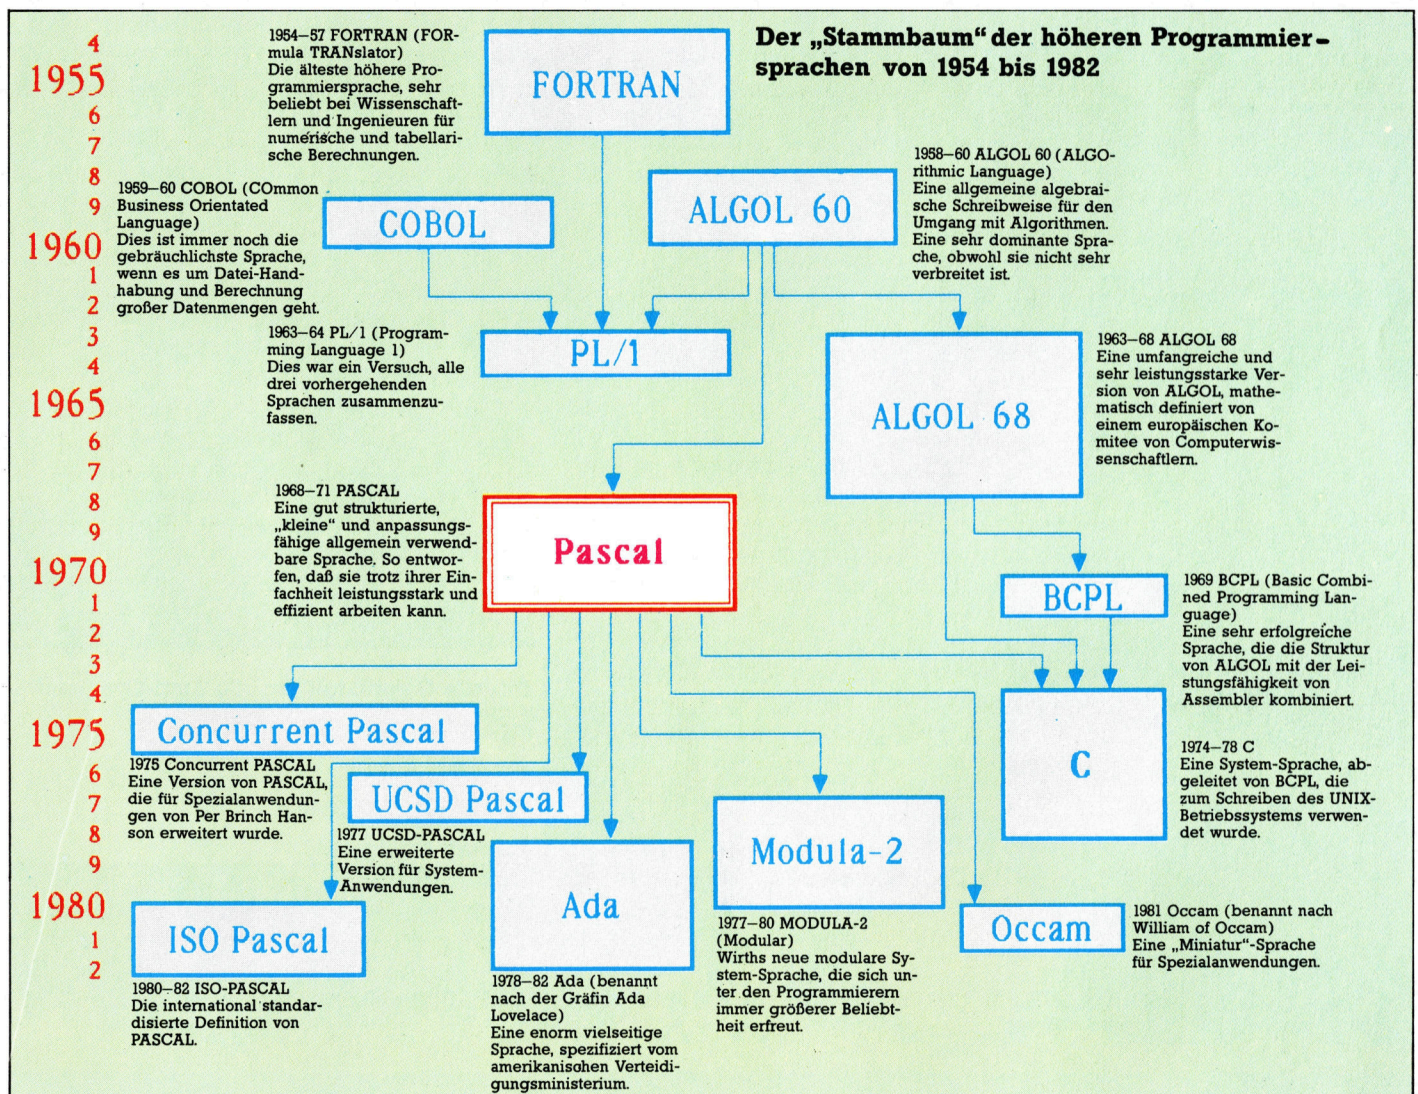 Der „Stammbaum“ der höheren Programmier-
sprachen von 1954 bis 1982
4
1955
6
7
8
9
1960
1
2
3
4
1965
6
7
8
9
1970
1
2
3
4
1975
6
7
8
9
1980
1
2
1954–57 FORTRAN (FOR-
mula TRANslator)
Die älteste höhere Pro-
grammiersprache, sehr
beliebt bei Wissenschaft-
lern und Ingenieuren für
numerische und tabellari-
sche Berechnungen.
FORTRAN
1958–60 ALGOL 60 (ALGO-
rithmic Language)
Eine allgemeine algebrai-
sche Schreibweise für den
Umgang mit Algorithmen.
Eine sehr dominante Spra-
che, obwohl sie nicht sehr
verbreitet ist.
ALGOL 60
1959–60 COBOL (COmmon
Business Orientated
Language)
Dies ist immer noch die
gebräuchlichste Sprache,
wenn es um Datei-Hand-
habung und Berechnung
großer Datenmengen geht.
COBOL
1963–64 PL/1 (Program-
ming Language 1)
Dies war ein Versuch, alle
drei vorhergehenden
Sprachen zusammenzu-
fassen.
PL/1
ALGOL 68
1963–68 ALGOL 68
Eine umfangreiche und
sehr leistungsstarke Ver-
sion von ALGOL, mathe-
matisch definiert von
einem europäischen Ko-
mitee von Computerwis-
senschaftlern.
1968–71 PASCAL
Eine gut strukturierte,
„kleine“ und anpassungs-
fähige allgemein verwend-
bare Sprache. So entwor-
fen, daß sie trotz ihrer Ein-
fachheit leistungsstark und
effizient arbeiten kann.
Pascal
BCPL
1969 BCPL (Basic Combi-
ned Programming Lan-
guage)
Eine sehr erfolgreiche
Sprache, die die Struktur
von ALGOL mit der Lei-
stungsfähigkeit von
Assembler kombiniert.
Concurrent Pascal
1975 Concurrent PASCAL
Eine Version von PASCAL,
die für Spezialanwendun-
gen von Per Brinch Han-
son erweitert wurde.
C
1974–78 C
Eine System-Sprache, ab-
geleitet von BCPL, die
zum Schreiben des UNIX-
Betriebssystems verwen-
det wurde.
UCSD Pascal
1977 UCSD-PASCAL
Eine erweiterte
Version für System-
Anwendungen.
Modula-2
1977–80 MODULA-2
(Modular)
Wirths neue modulare Sy-
stem-Sprache, die sich un-
ter den Programmierern
immer größerer Beliebt-
heit erfreut.
Ada
1978–82 Ada (benannt
nach der Gräfin Ada
Lovelace)
Eine enorm vielseitige
Sprache, spezifiziert vom
amerikanischen Verteidi-
gungsministerium.
ISO Pascal
1980–82 ISO-PASCAL
Die international standar-
disierte Definition von
PASCAL.
Occam
1981 Occam (benannt nach
William of Occam)
Eine „Miniatur“-Sprache
für Spezialanwendungen.